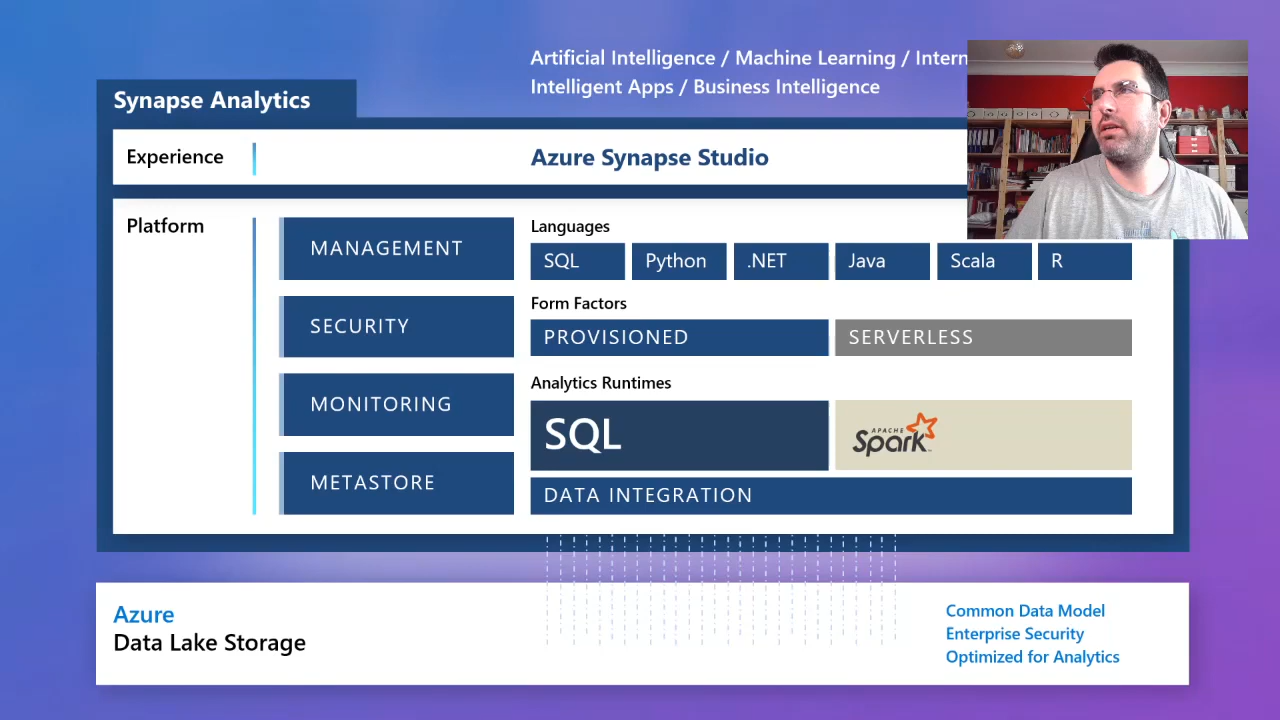 Artificial Intelligence / Machine Learning / Intern
Intelligent Apps / Business Intelligence
Synapse Analytics
Experience
Azure Synapse Studio
Platform
MANAGEMENT
SECURITY
MONITORING
METASTORE
Languages
SQL Python .NET Java Scala R
Form Factors
PROVISIONED SERVERLESS
Analytics Runtimes
SQL
APACHE
Spark
DATA INTEGRATION
Azure
Data Lake Storage
Common Data Model
Enterprise Security
Optimized for Analytics